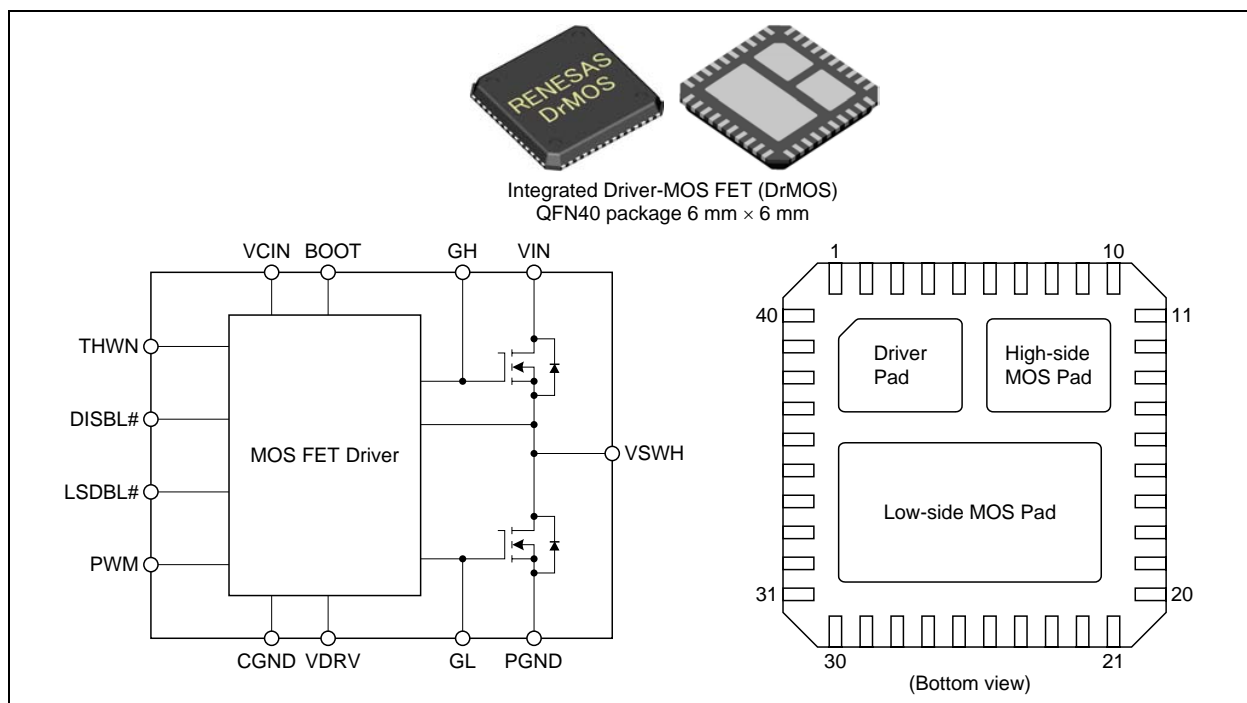 RENESAS
DrMOS
Integrated Driver-MOS FET (DrMOS)
QFN40 package 6 mm × 6 mm
VCIN BOOT GH VIN
THWN
DISBL#
LSDBL#
PWM
MOS FET Driver
VSWH
CGND VDRV GL PGND
1 10
40 11
Driver
Pad
High-side
MOS Pad
Low-side MOS Pad
31 20
30 21
(Bottom view)